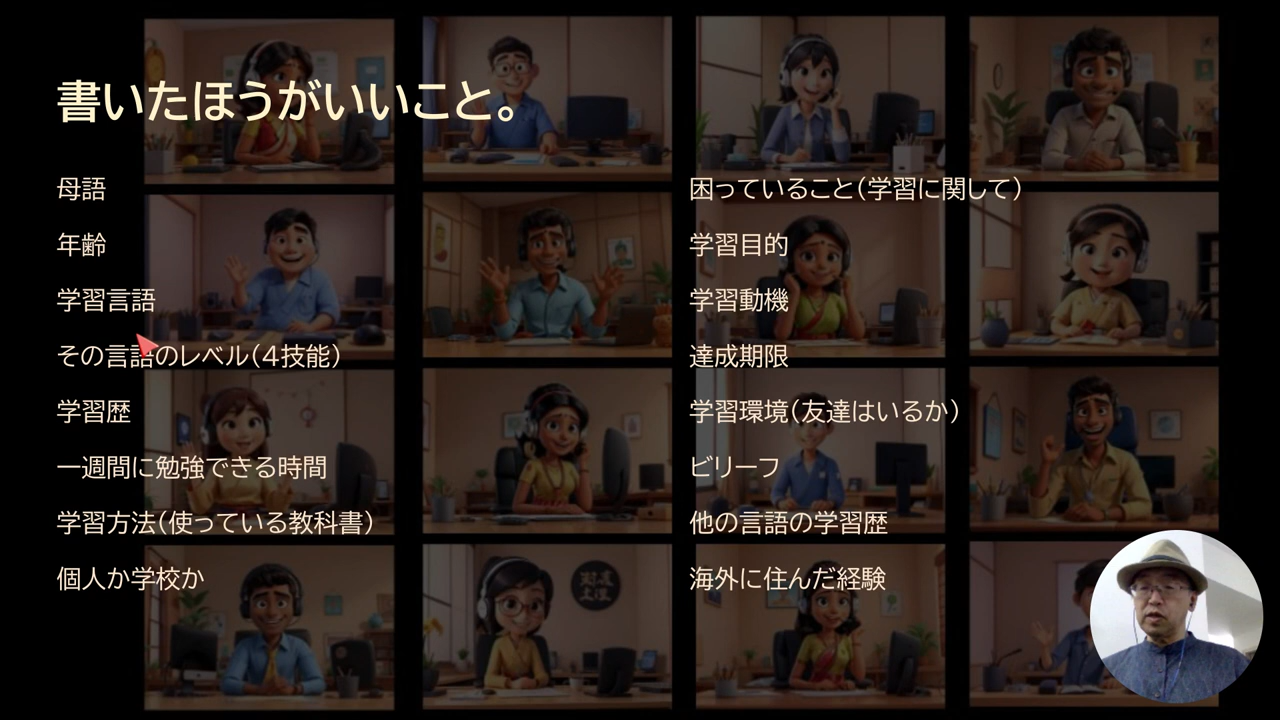 書いたほうがいいこと。
母語
年齢
学習言語
その言語のレベル(4技能)
学習歴
一週間に勉強できる時間
学習方法(使っている教科書)
個人か学校か
困っていること(学習に関して)
学習目的
学習動機
達成期限
学習環境(友達はいるか)
ビリーフ
他の言語の学習歴
海外に住んだ経験